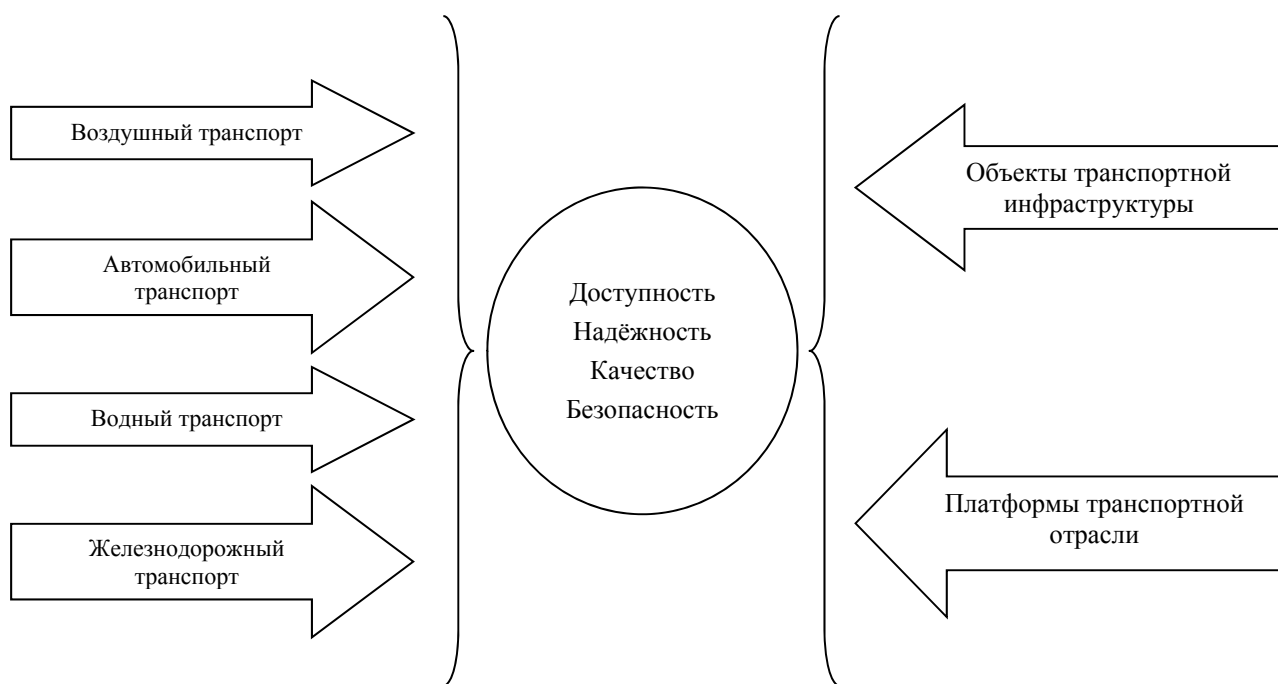 Воздушный транспорт
Автомобильный
транспорт
Водный транспорт
Железнодорожный
транспорт
Доступность
Надёжность
Качество
Безопасность
Объекты транспортной
инфраструктуры
Платформы транспортной
отрасли